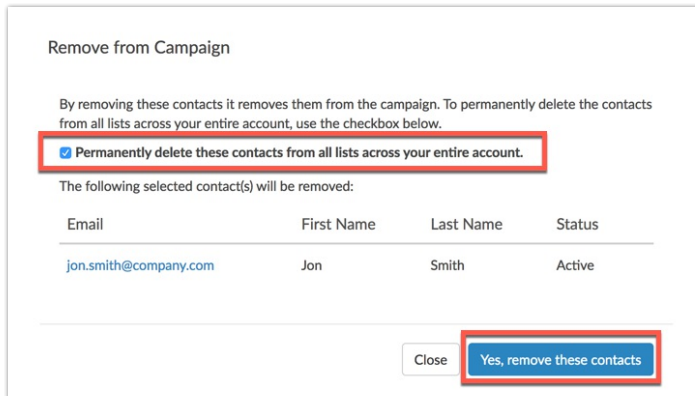 Remove from Campaign
By removing these contacts it removes them from the campaign. To permanently delete the contacts
from all lists across your entire account, use the checkbox below.
Permanently delete these contacts from all lists across your entire account.
The following selected contact(s) will be removed:
Email First Name Last Name Status
jon.smith@company.com Jon Smith Active
Close Yes, remove these contacts